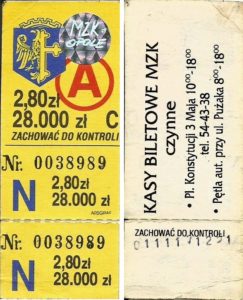 MZK
OPOLE
A
2,80zł
28.000 zł C
ZACHOWAĆ DO KONTROLI
Nr. 0038989
N 2,80zł
28.000 zł
Nr. 0038989
N 2,80zł
28.000 zł
KASY BILETOWE MZK
czynne
• Pl. Konstytucji 3 Maja 10⁰⁰-18⁰⁰
tel. 54-43-38
• Pętla aut. przy ul. Pużaka 8⁰⁰-18⁰⁰
ZACHOWAĆ DO KONTROLI